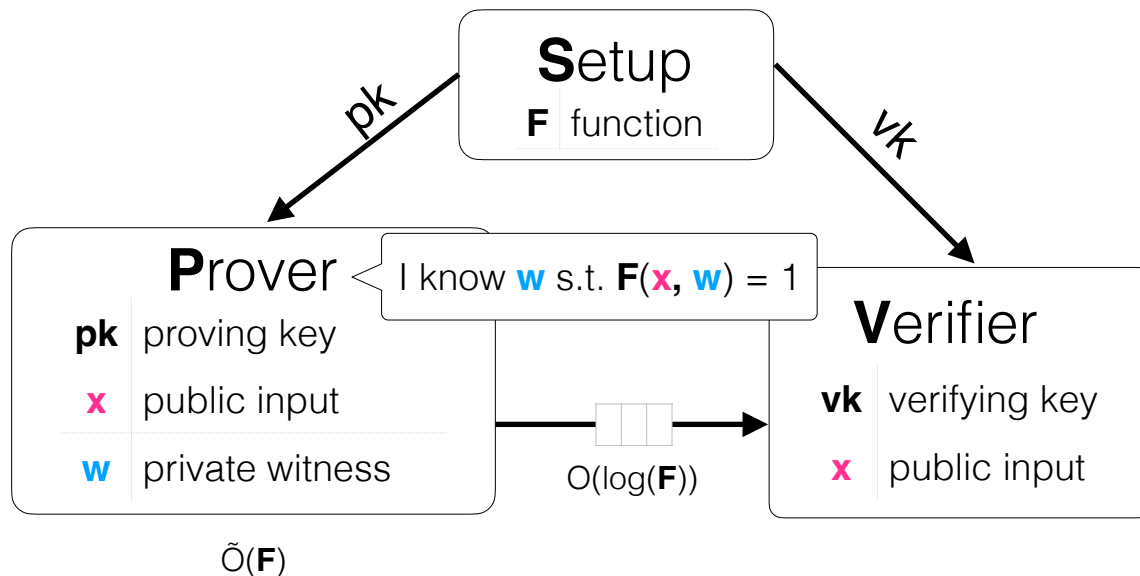 Setup
F function
pk
vk
Prover
I know w s.t. F(x, w) = 1
pk proving key
x public input
w private witness
Õ(F)
O(log(F))
Verifier
vk verifying key
x public input